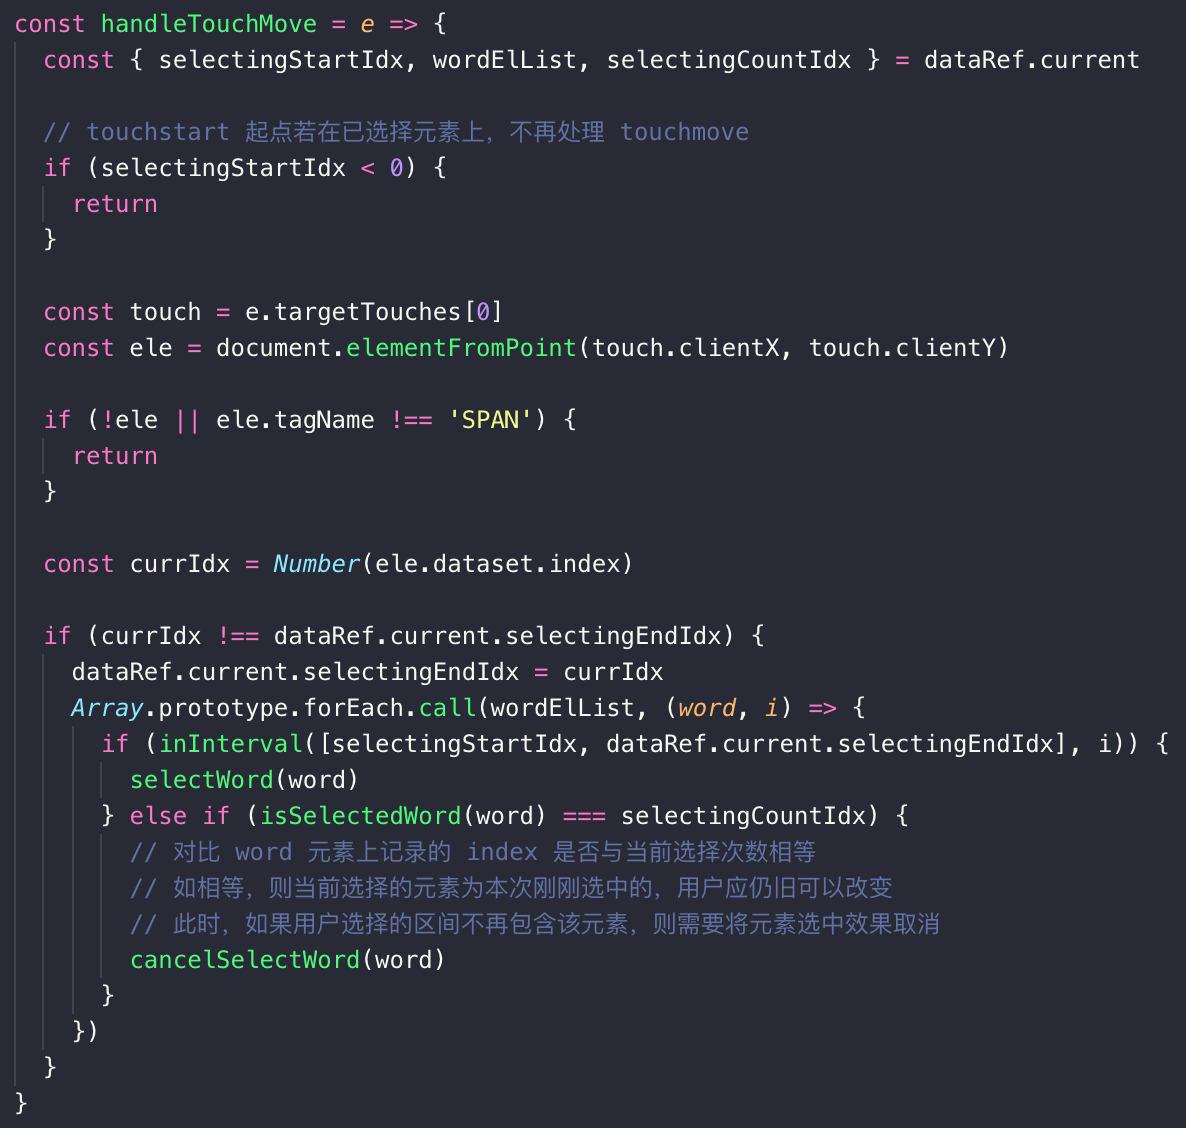 const handleTouchMove = e => {
  const { selectingStartIdx, wordElList, selectingCountIdx } = dataRef.current

  // touchstart 起点若在已选择元素上，不再处理 touchmove
  if (selectingStartIdx < 0) {
    return
  }

  const touch = e.targetTouches[0]
  const ele = document.elementFromPoint(touch.clientX, touch.clientY)

  if (!ele || ele.tagName !== 'SPAN') {
    return
  }

  const currIdx = Number(ele.dataset.index)

  if (currIdx !== dataRef.current.selectingEndIdx) {
    dataRef.current.selectingEndIdx = currIdx
    Array.prototype.forEach.call(wordElList, (word, i) => {
      if (inInterval([selectingStartIdx, dataRef.current.selectingEndIdx], i)) {
        selectWord(word)
      } else if (isSelectedWord(word) === selectingCountIdx) {
        // 对比 word 元素上记录的 index 是否与当前选择次数相等
        // 如相等，则当前选择的元素为本次刚刚选中的，用户应仍旧可以改变
        // 此时，如果用户选择的区间不再包含该元素，则需要将元素选中效果取消
        cancelSelectWord(word)
      }
    })
  }
}